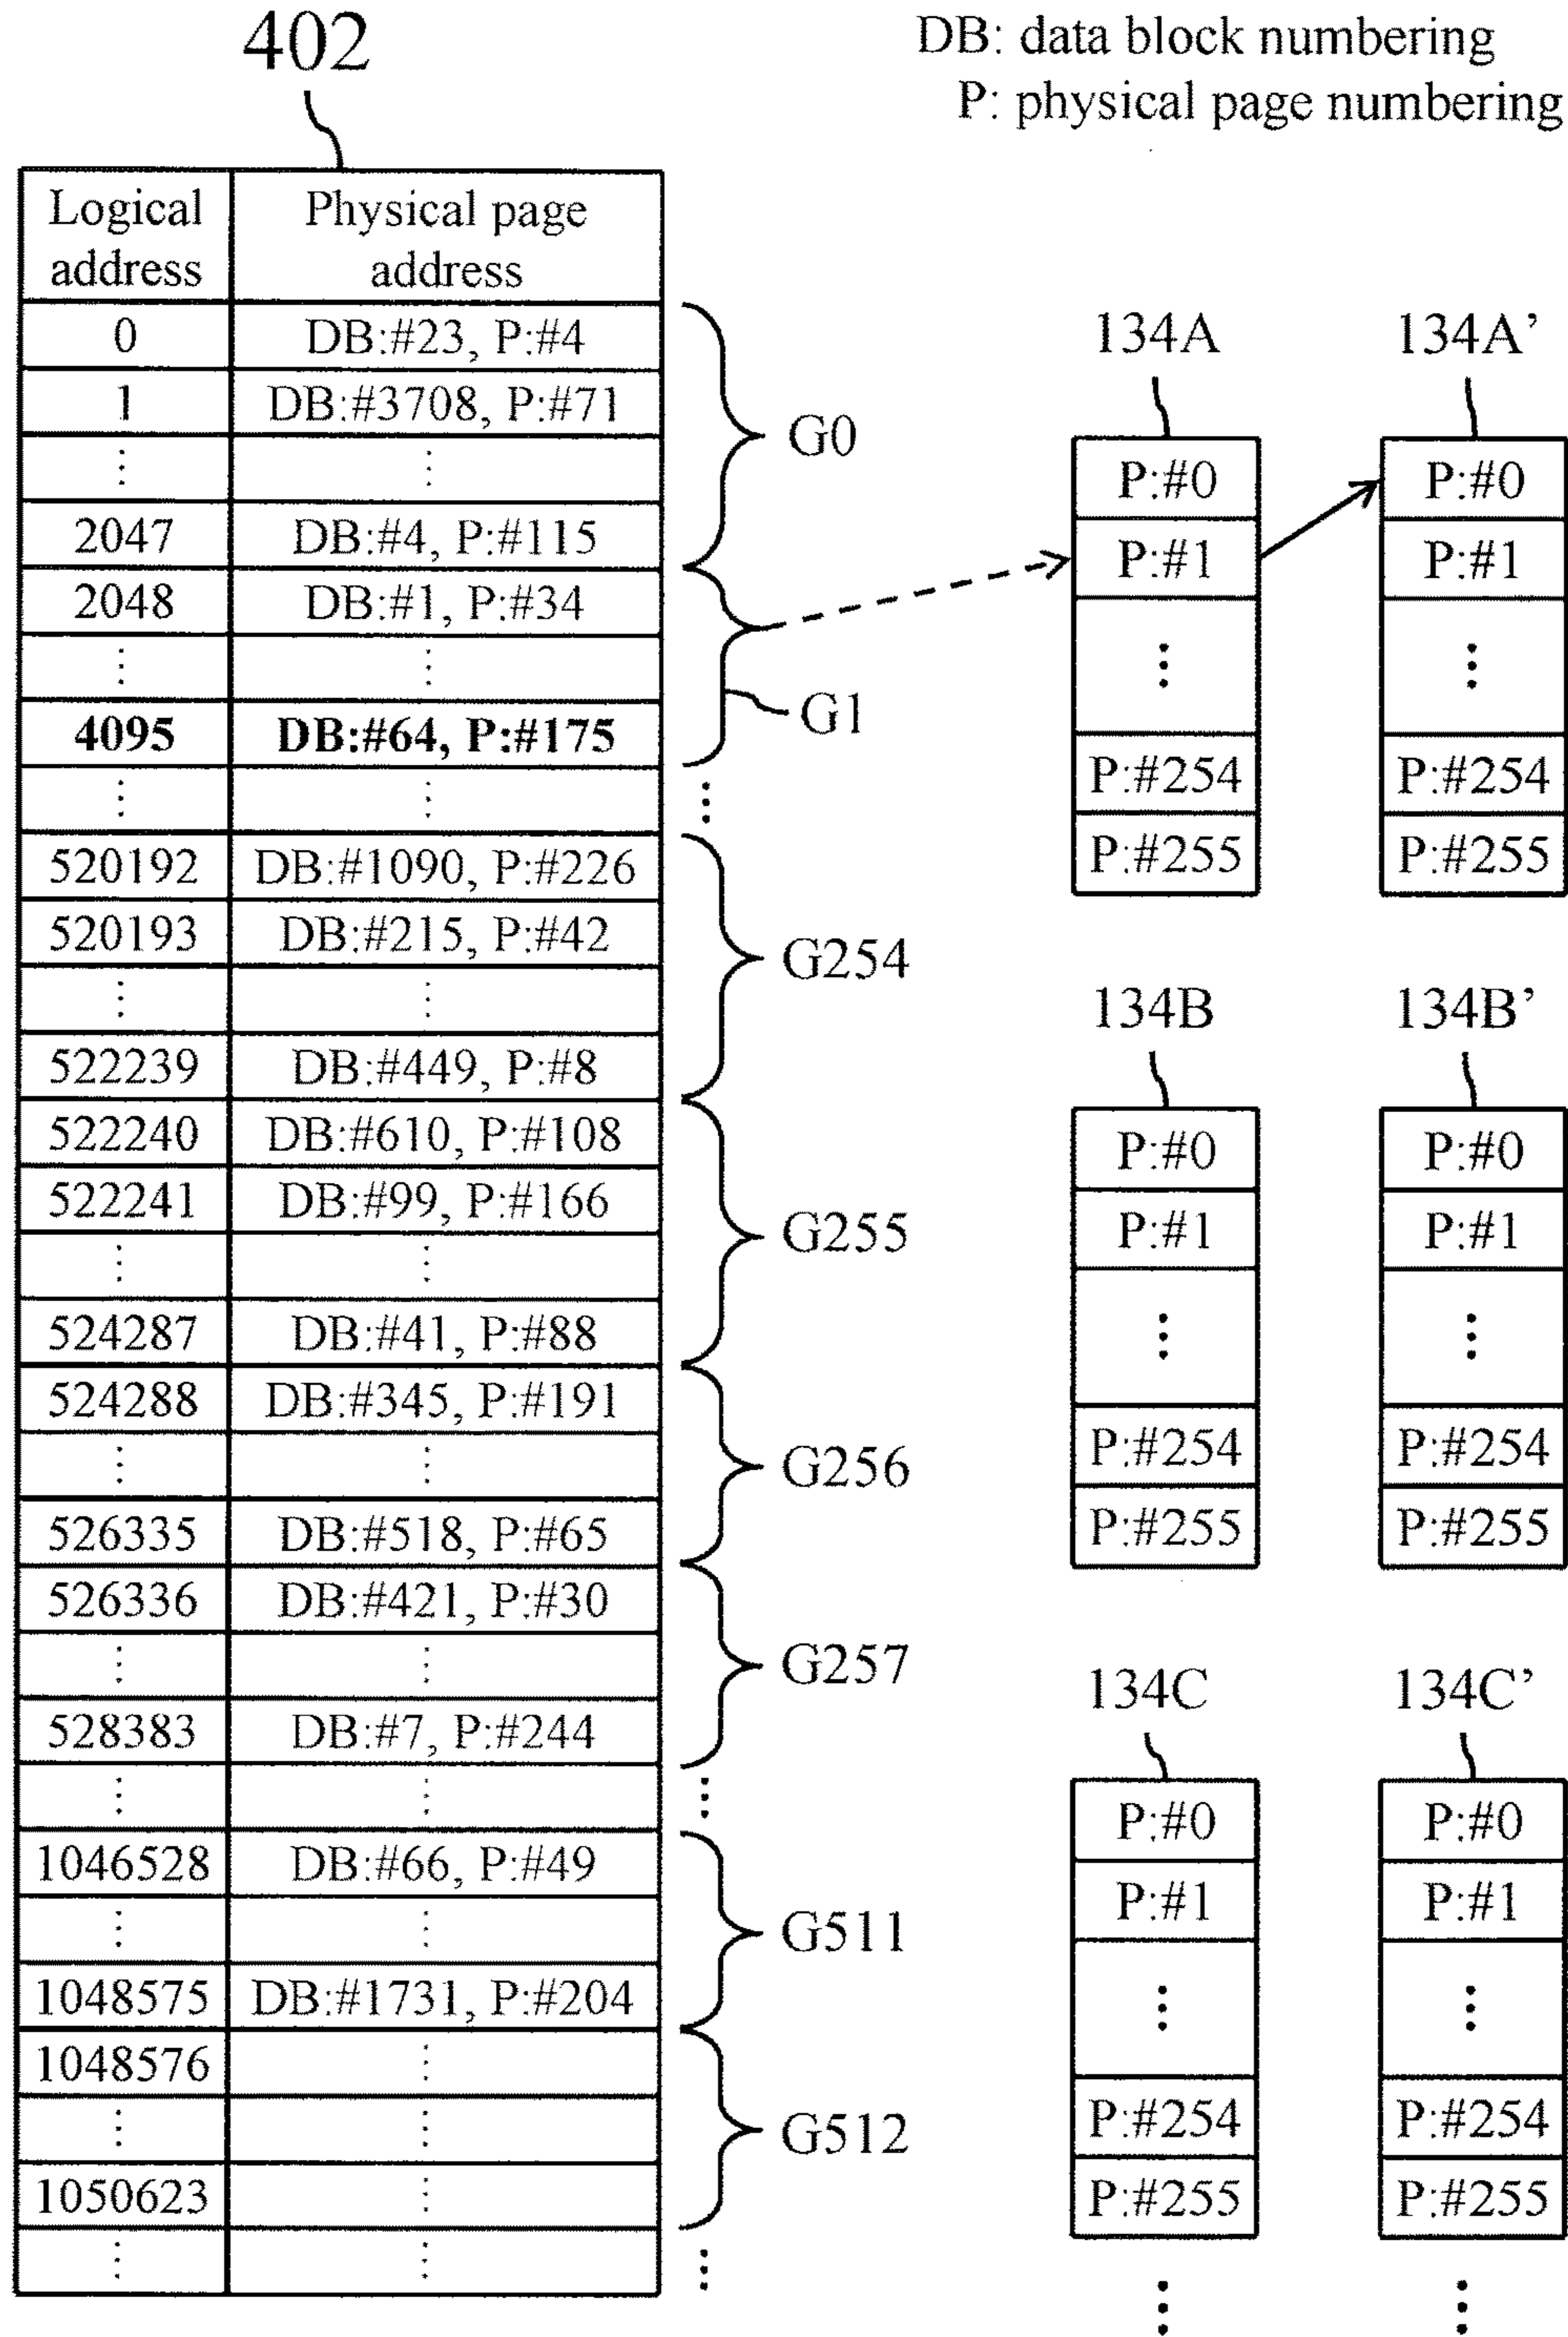 402
DB: data block numbering
P: physical page numbering
Logical address
Physical page address
0 DB:#23, P:#4
1 DB:#3708, P:#71
⋮ ⋮
2047 DB:#4, P:#115
G0
2048 DB:#1, P:#34
⋮ ⋮
4095 DB:#64, P:#175
G1
⋮ ⋮ ⋮
520192 DB:#1090, P:#226
520193 DB:#215, P:#42
⋮ ⋮
522239 DB:#449, P:#8
G254
522240 DB:#610, P:#108
522241 DB:#99, P:#166
⋮ ⋮
524287 DB:#41, P:#88
G255
524288 DB:#345, P:#191
⋮ ⋮
526335 DB:#518, P:#65
G256
526336 DB:#421, P:#30
⋮ ⋮
528383 DB:#7, P:#244
G257
⋮ ⋮ ⋮
1046528 DB:#66, P:#49
⋮ ⋮
1048575 DB:#1731, P:#204
G511
1048576 ⋮
⋮ ⋮
1050623 ⋮
G512
⋮ ⋮ ⋮
134A
P:#0
P:#1
⋮
P:#254
P:#255
134A’
P:#0
P:#1
⋮
P:#254
P:#255
134B
P:#0
P:#1
⋮
P:#254
P:#255
134B’
P:#0
P:#1
⋮
P:#254
P:#255
134C
P:#0
P:#1
⋮
P:#254
P:#255
⋮
134C’
P:#0
P:#1
⋮
P:#254
P:#255
⋮